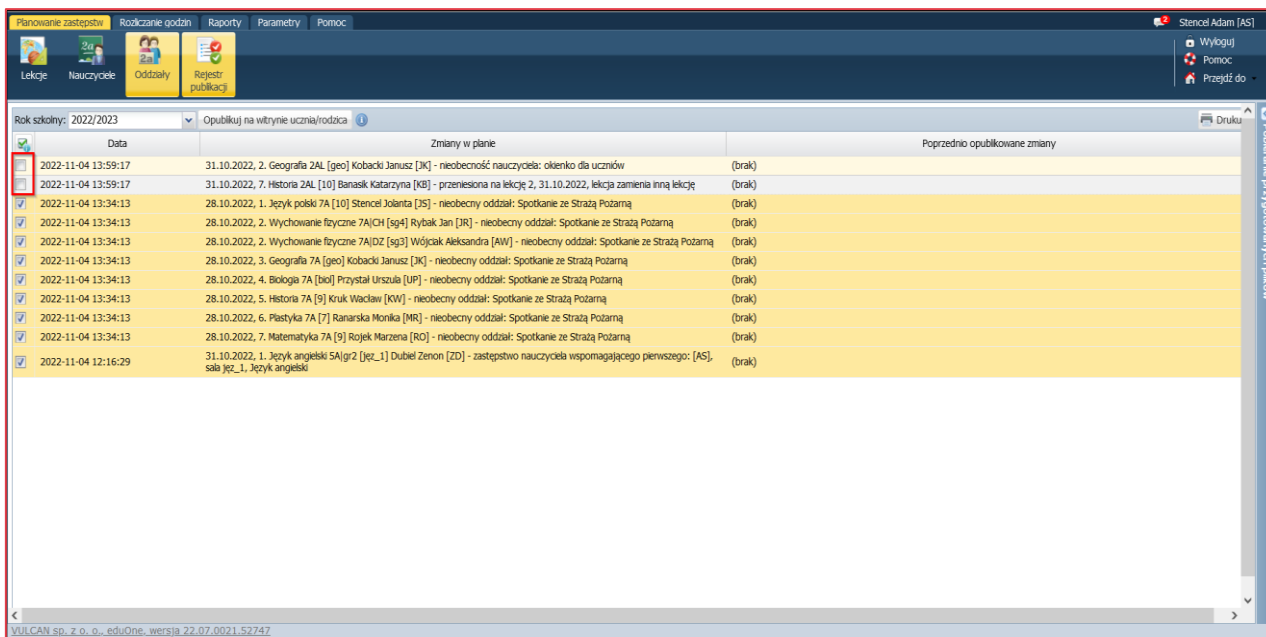 Planowanie zastępstw Rozliczanie godzin Raporty Parametry Pomoc 2 Stencel Adam [AS]
Wyloguj
Pomoc
Przejdź do
Lekcje Nauczyciele Oddziały Rejestr publikacji
Rok szkolny: 2022/2023 Opublikuj na witrynie ucznia/rodzica Druku
Data Zmiany w planie Poprzednio opublikowane zmiany
2022-11-04 13:59:17 31.10.2022, 2. Geografia 2AL [geo] Kobacki Janusz [JK] - nieobecność nauczyciela: okienko dla uczniów (brak)
2022-11-04 13:59:17 31.10.2022, 7. Historia 2AL [10] Banasik Katarzyna [KB] - przeniesiona na lekcję 2, 31.10.2022, lekcja zamienia inną lekcję (brak)
2022-11-04 13:34:13 28.10.2022, 1. Język polski 7A [10] Stencel Jolanta [JS] - nieobecny oddział: Spotkanie ze Strażą Pożarną (brak)
2022-11-04 13:34:13 28.10.2022, 2. Wychowanie fizyczne 7A|CH [sg4] Rybak Jan [JR] - nieobecny oddział: Spotkanie ze Strażą Pożarną (brak)
2022-11-04 13:34:13 28.10.2022, 2. Wychowanie fizyczne 7A|DZ [sg3] Wójciak Aleksandra [AW] - nieobecny oddział: Spotkanie ze Strażą Pożarną (brak)
2022-11-04 13:34:13 28.10.2022, 3. Geografia 7A [geo] Kobacki Janusz [JK] - nieobecny oddział: Spotkanie ze Strażą Pożarną (brak)
2022-11-04 13:34:13 28.10.2022, 4. Biologia 7A [biol] Przystał Urszula [UP] - nieobecny oddział: Spotkanie ze Strażą Pożarną (brak)
2022-11-04 13:34:13 28.10.2022, 5. Historia 7A [9] Kruk Wacław [KW] - nieobecny oddział: Spotkanie ze Strażą Pożarną (brak)
2022-11-04 13:34:13 28.10.2022, 6. Plastyka 7A [7] Ranarska Monika [MR] - nieobecny oddział: Spotkanie ze Strażą Pożarną (brak)
2022-11-04 13:34:13 28.10.2022, 7. Matematyka 7A [9] Rojek Marzena [RO] - nieobecny oddział: Spotkanie ze Strażą Pożarną (brak)
2022-11-04 12:16:29 31.10.2022, 1. Język angielski 5A|gr2 [jęz_1] Dubiel Zenon [ZD] - zastępstwo nauczyciela wspomagającego pierwszego: [AS], (brak)
sala jęz_1, Język angielski
VULCAN sp. z o. o., eduOne, wersja 22.07.0021.52747